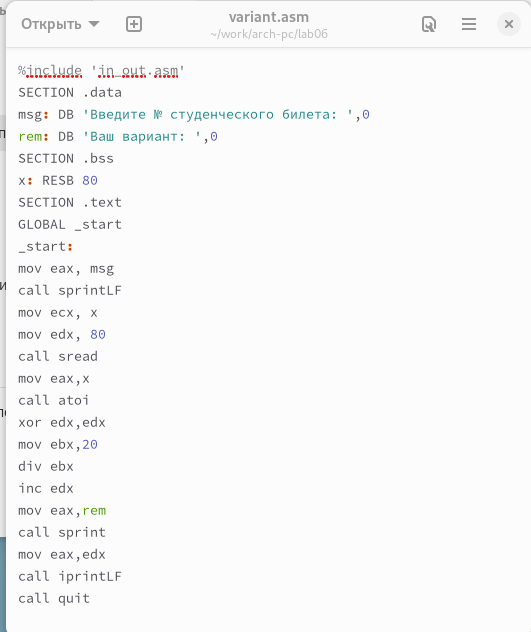 Открыть
variant.asm
~/work/arch-pc/lab06
%include 'in_out.asm'
SECTION .data
msg: DB 'Введите № студенческого билета: ',0
rem: DB 'Ваш вариант: ',0
SECTION .bss
x: RESB 80
SECTION .text
GLOBAL _start
_start:
mov eax, msg
call sprintLF
mov ecx, x
mov edx, 80
call sread
mov eax,x
call atoi
xor edx,edx
mov ebx,20
div ebx
inc edx
mov eax,rem
call sprint
mov eax,edx
call iprintLF
call quit